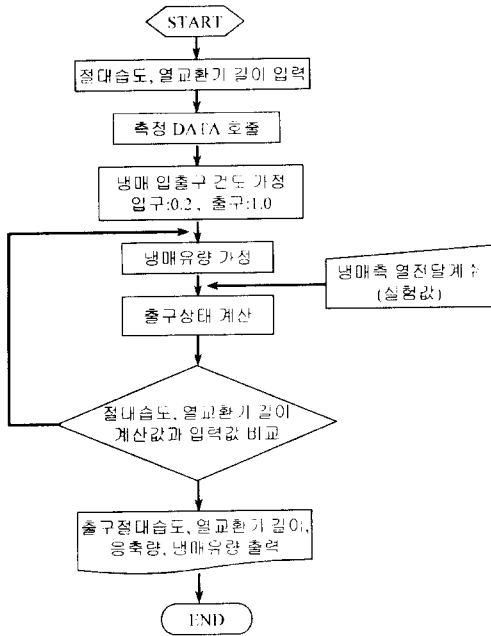 START
절대습도, 열교환기 길이 입력
측정 DATA 호출
냉매 입출구 건도 가정
입구:0.2 , 출구:1.0
냉매유량 가정
냉매측 열전달계수
(실험값)
출구상태 계산
절대습도, 열교환기 길이
계산값과 입력값 비교
출구절대습도, 열교환기 길이,
응축량, 냉매유량 출력
END